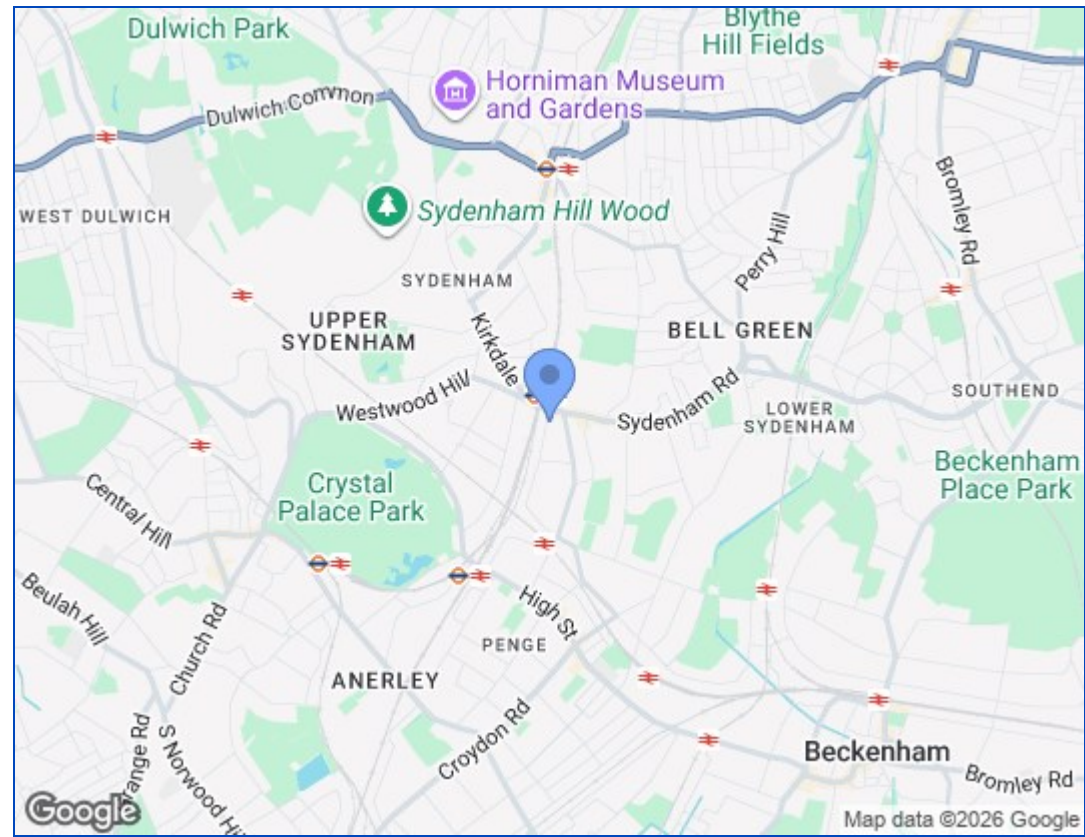 Dulwich Park
Blythe
Hill Fields
Horniman Museum
and Gardens
Dulwich Common
Bromley Rd
WEST DULWICH
Sydenham Hill Wood
Perry Hill
SYDENHAM
UPPER
SYDENHAM
Kirkdale
BELL GREEN
Westwood Hill
Sydenham Rd
SOUTHEND
LOWER
SYDENHAM
Crystal
Palace Park
Beckenham
Place Park
Central Hill
Beulah Hill
Church Rd
High St
PENGE
ANERLEY
Croydon Rd
S Norwood Hill
Beckenham
Bromley Rd
Google
Map data ©2026 Google